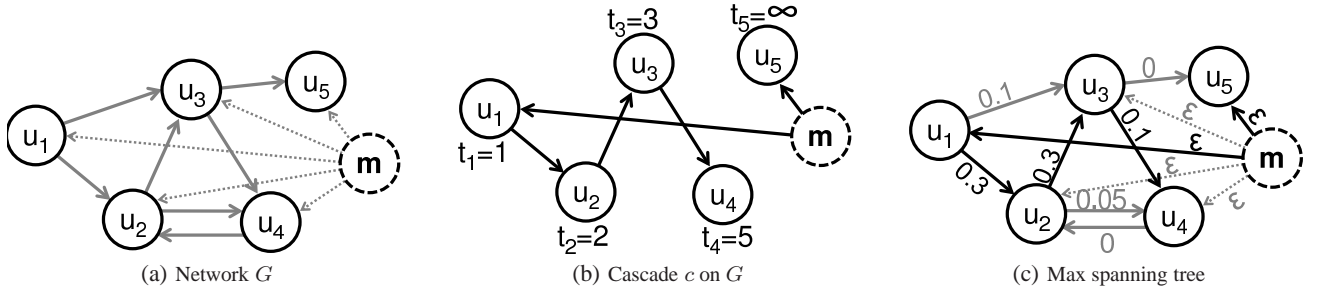 u₁
u₂
u₃
u₄
u₅
m
(a) Network G
t₁=1
u₁
t₂=2
u₂
t₃=3
u₃
t₄=5
u₄
t₅=∞
u₅
m
(b) Cascade c on G
u₁
u₂
u₃
u₄
u₅
m
0.1
0
0.3
0.3
0.1
0.05
0
ε
ε
ε
ε
ε
(c) Max spanning tree